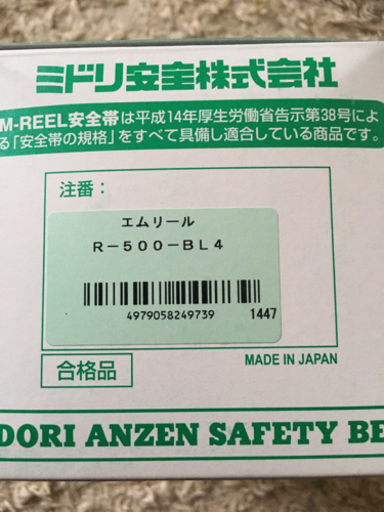 ミドリ安全株式会社
M-REEL安全帯は平成14年厚生労働省告示第38号によ
る「安全帯の規格」をすべて具備し適合している商品です。
注番:
エムリール
R-500-BL4
4979058249739 1447
合格品
MADE IN JAPAN
DORI ANZEN SAFETY BE